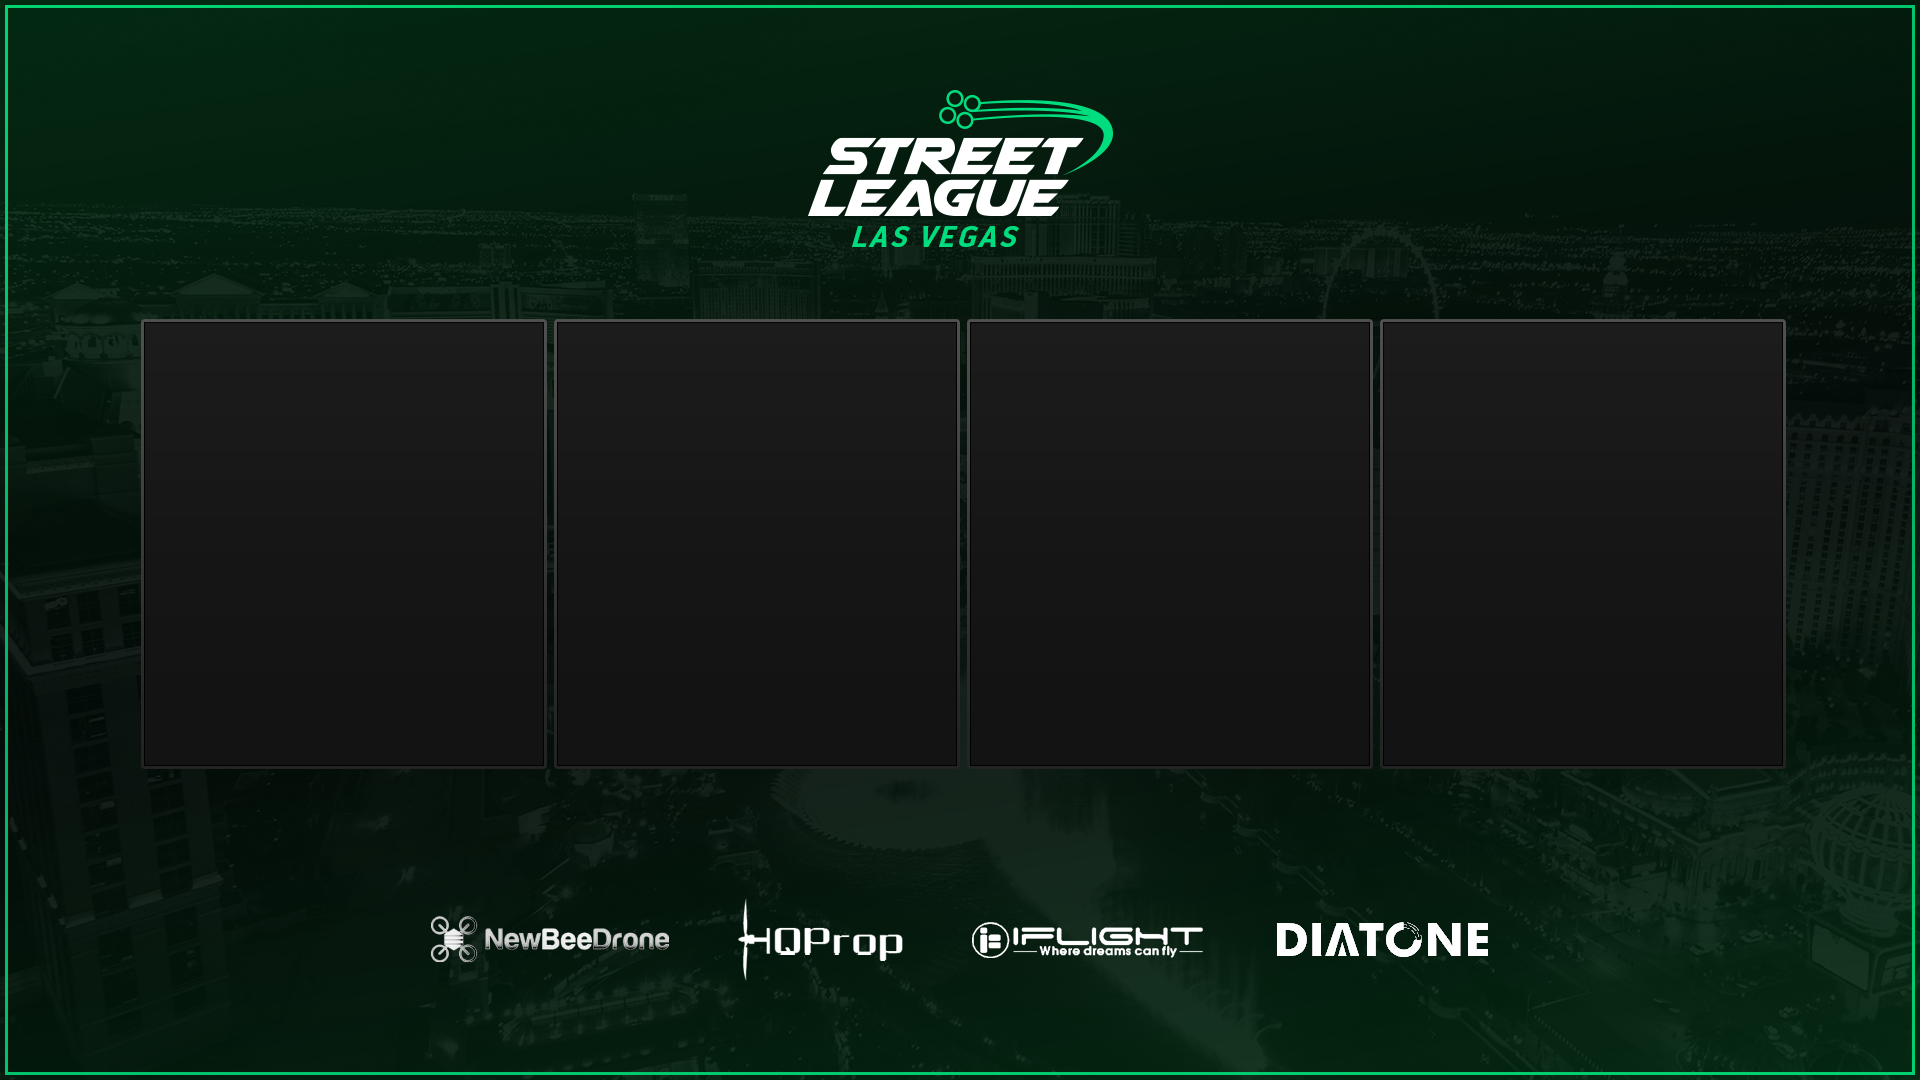 STREET
LEAGUE
LAS VEGAS
NewBeeDrone
HQProp
IFLIGHT
Where dreams can fly
DIATONE